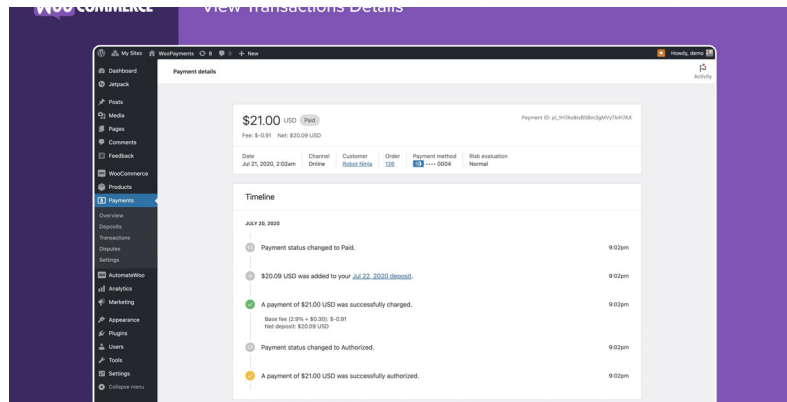 WOO COMMERCE
View Transactions Details
My Sites WooPayments 8 0 + New
Howdy, demo
Dashboard
Jetpack
Posts
Media
Pages
Comments
Feedback
WooCommerce
Products
Payments
Overview
Deposits
Transactions
Disputes
Settings
AutomateWoo
Analytics
Marketing
Appearance
Plugins
Users
Tools
Settings
Collapse menu
Payment details
Activity
$21.00 USD Paid
Fee: $-0.91 Net: $20.09 USD
Payment ID:
Date Channel Customer Order Payment method Risk evaluation
Jul 21, 2020, 2:02am Online Robot Ninja 126 •••• 0004 Normal
Timeline
JULY 20, 2020
Payment status changed to Paid. 9:02pm
$20.09 USD was added to your Jul 22, 2020 deposit. 9:02pm
A payment of $21.00 USD was successfully charged. 9:02pm
Base fee (2.9% + $0.30): $-0.91
Net deposit: $20.09 USD
Payment status changed to Authorized. 9:02pm
A payment of $21.00 USD was successfully authorized. 9:02pm